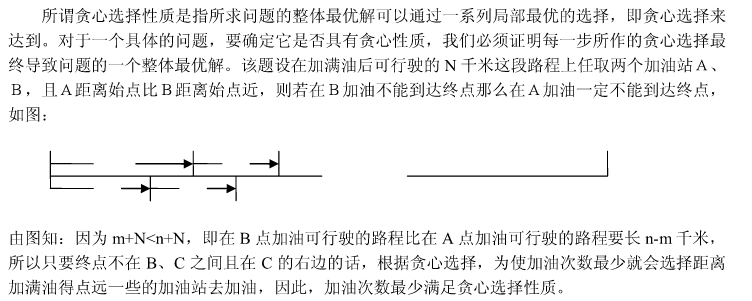 所谓贪心选择性质是指所求问题的整体最优解可以通过一系列局部最优的选择，即贪心选择来
达到。对于一个具体的问题，要确定它是否具有贪心性质，我们必须证明每一步所作的贪心选择最
终导致问题的一个整体最优解。该题设在加满油后可行驶的 N 千米这段路程上任取两个加油站 A、
B，且 A 距离始点比 B 距离始点近，则若在 B 加油不能到达终点那么在 A 加油一定不能到达终点，
如图：
由图知：因为 m+N<n+N，即在 B 点加油可行驶的路程比在 A 点加油可行驶的路程要长 n-m 千米，
所以只要终点不在 B、C 之间且在 C 的右边的话，根据贪心选择，为使加油次数最少就会选择距离
加满油得点远一些的加油站去加油，因此，加油次数最少满足贪心选择性质。